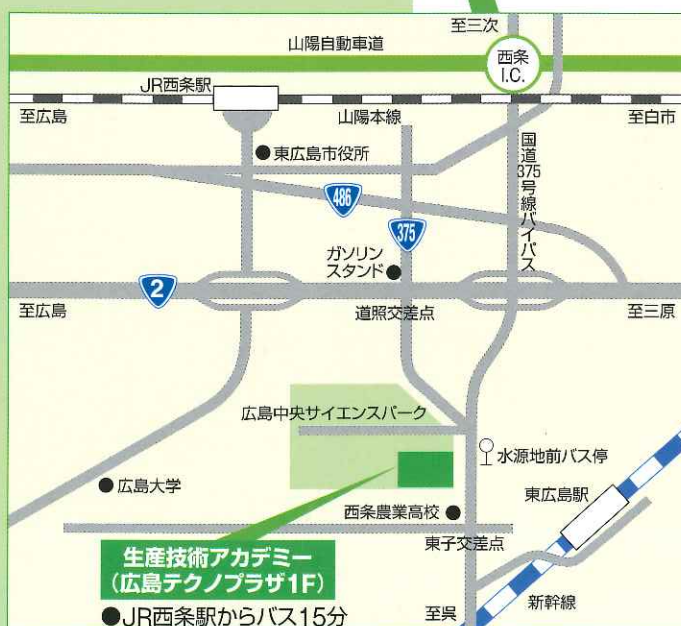 至三次
山陽自動車道
西条
I.C.
JR西条駅
至広島
山陽本線
至白市
東広島市役所
国道375号線バイパス
486
375
ガソリン
スタンド
2
至広島
道照交差点
至三原
広島中央サイエンスパーク
水源地前バス停
広島大学
東広島駅
西条農業高校
東子交差点
生産技術アカデミー
(広島テクノプラザ1F)
新幹線
至呉
●JR西条駅からバス15分